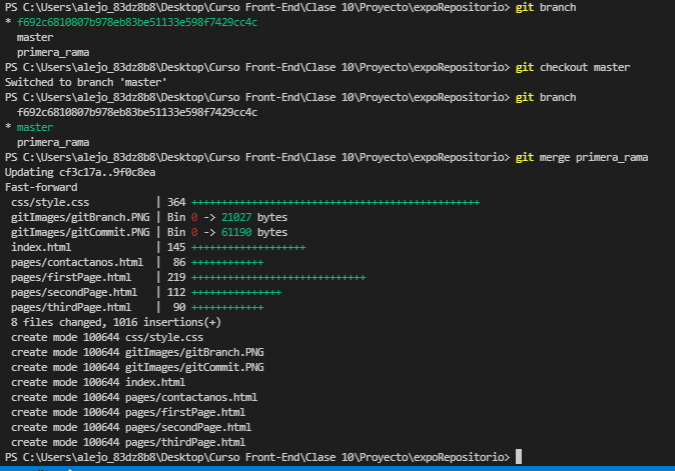 PS C:\Users\alejo_83dz8b8\Desktop\Curso Front-End\Clase 10\Proyecto\expoRepositorio> git branch
* f692c6810807b978eb83be51133e598f7429cc4c
  master
  primera_rama
PS C:\Users\alejo_83dz8b8\Desktop\Curso Front-End\Clase 10\Proyecto\expoRepositorio> git checkout master
Switched to branch 'master'
PS C:\Users\alejo_83dz8b8\Desktop\Curso Front-End\Clase 10\Proyecto\expoRepositorio> git branch
  f692c6810807b978eb83be51133e598f7429cc4c
* master
  primera_rama
PS C:\Users\alejo_83dz8b8\Desktop\Curso Front-End\Clase 10\Proyecto\expoRepositorio> git merge primera_rama
Updating cf3c17a..9f0c8ea
Fast-forward
 css/style.css          | 364 ++++++++++++++++++++++++++++++++++++++++++++++++
 gitImages/gitBranch.PNG | Bin 0 -> 21027 bytes
 gitImages/gitCommit.PNG | Bin 0 -> 61190 bytes
 index.html             | 145 +++++++++++++++++++
 pages/contactanos.html |  86 ++++++++++++
 pages/firstPage.html   | 219 +++++++++++++++++++++++++++++
 pages/secondPage.html  | 112 +++++++++++++++
 pages/thirdPage.html   |  90 ++++++++++++
 8 files changed, 1016 insertions(+)
 create mode 100644 css/style.css
 create mode 100644 gitImages/gitBranch.PNG
 create mode 100644 gitImages/gitCommit.PNG
 create mode 100644 index.html
 create mode 100644 pages/contactanos.html
 create mode 100644 pages/firstPage.html
 create mode 100644 pages/secondPage.html
 create mode 100644 pages/thirdPage.html
PS C:\Users\alejo_83dz8b8\Desktop\Curso Front-End\Clase 10\Proyecto\expoRepositorio>